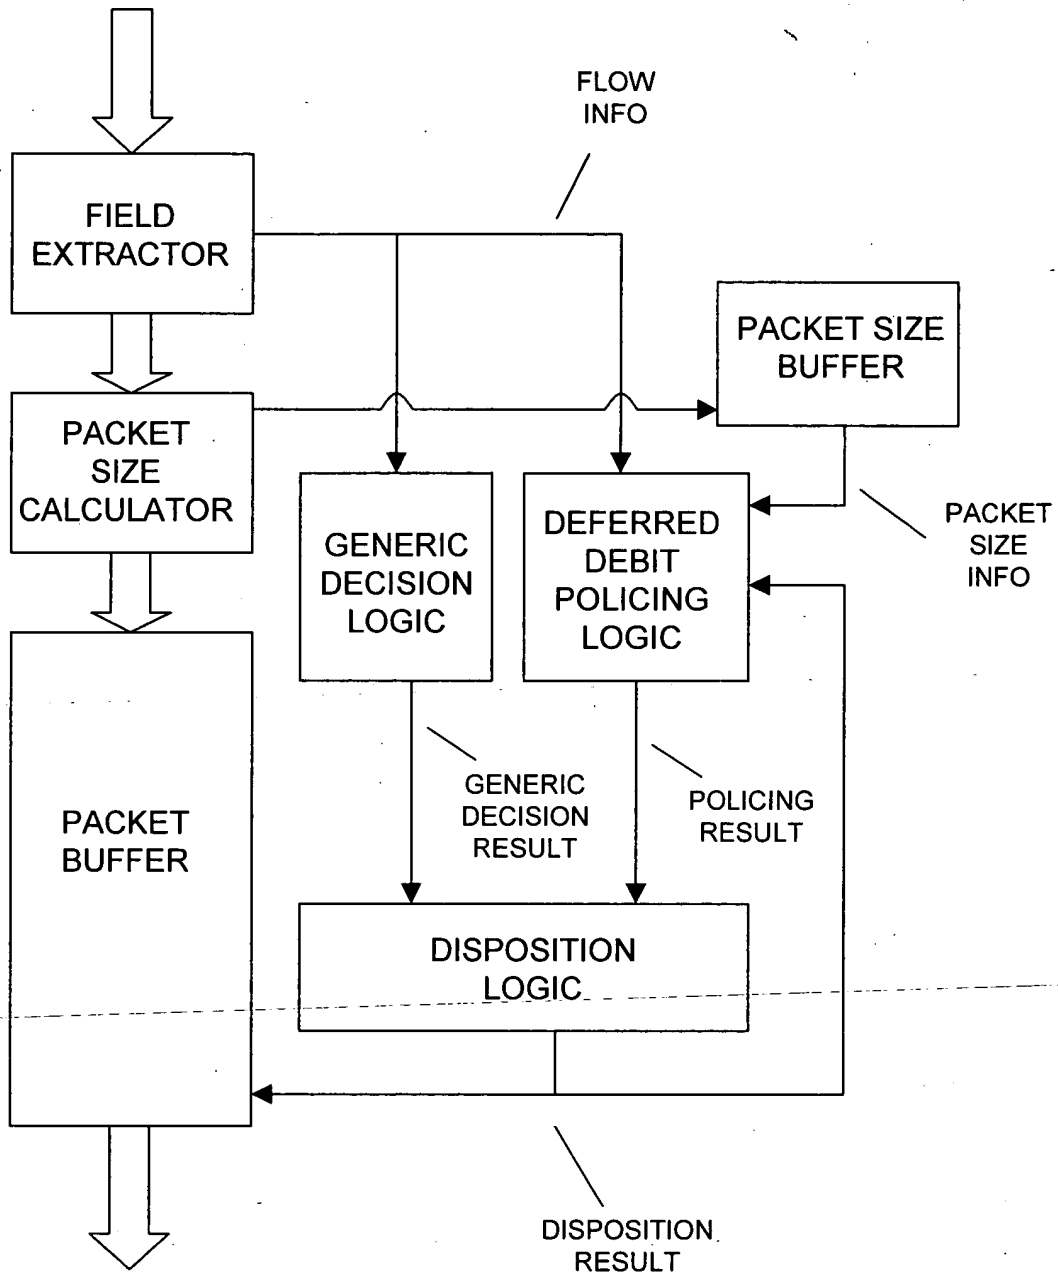 FLOW
INFO
FIELD
EXTRACTOR
PACKET SIZE
BUFFER
PACKET
SIZE
CALCULATOR
GENERIC
DECISION
LOGIC
DEFERRED
DEBIT
POLICING
LOGIC
PACKET
SIZE
INFO
GENERIC
DECISION
RESULT
POLICING
RESULT
PACKET
BUFFER
DISPOSITION
LOGIC
DISPOSITION
RESULT